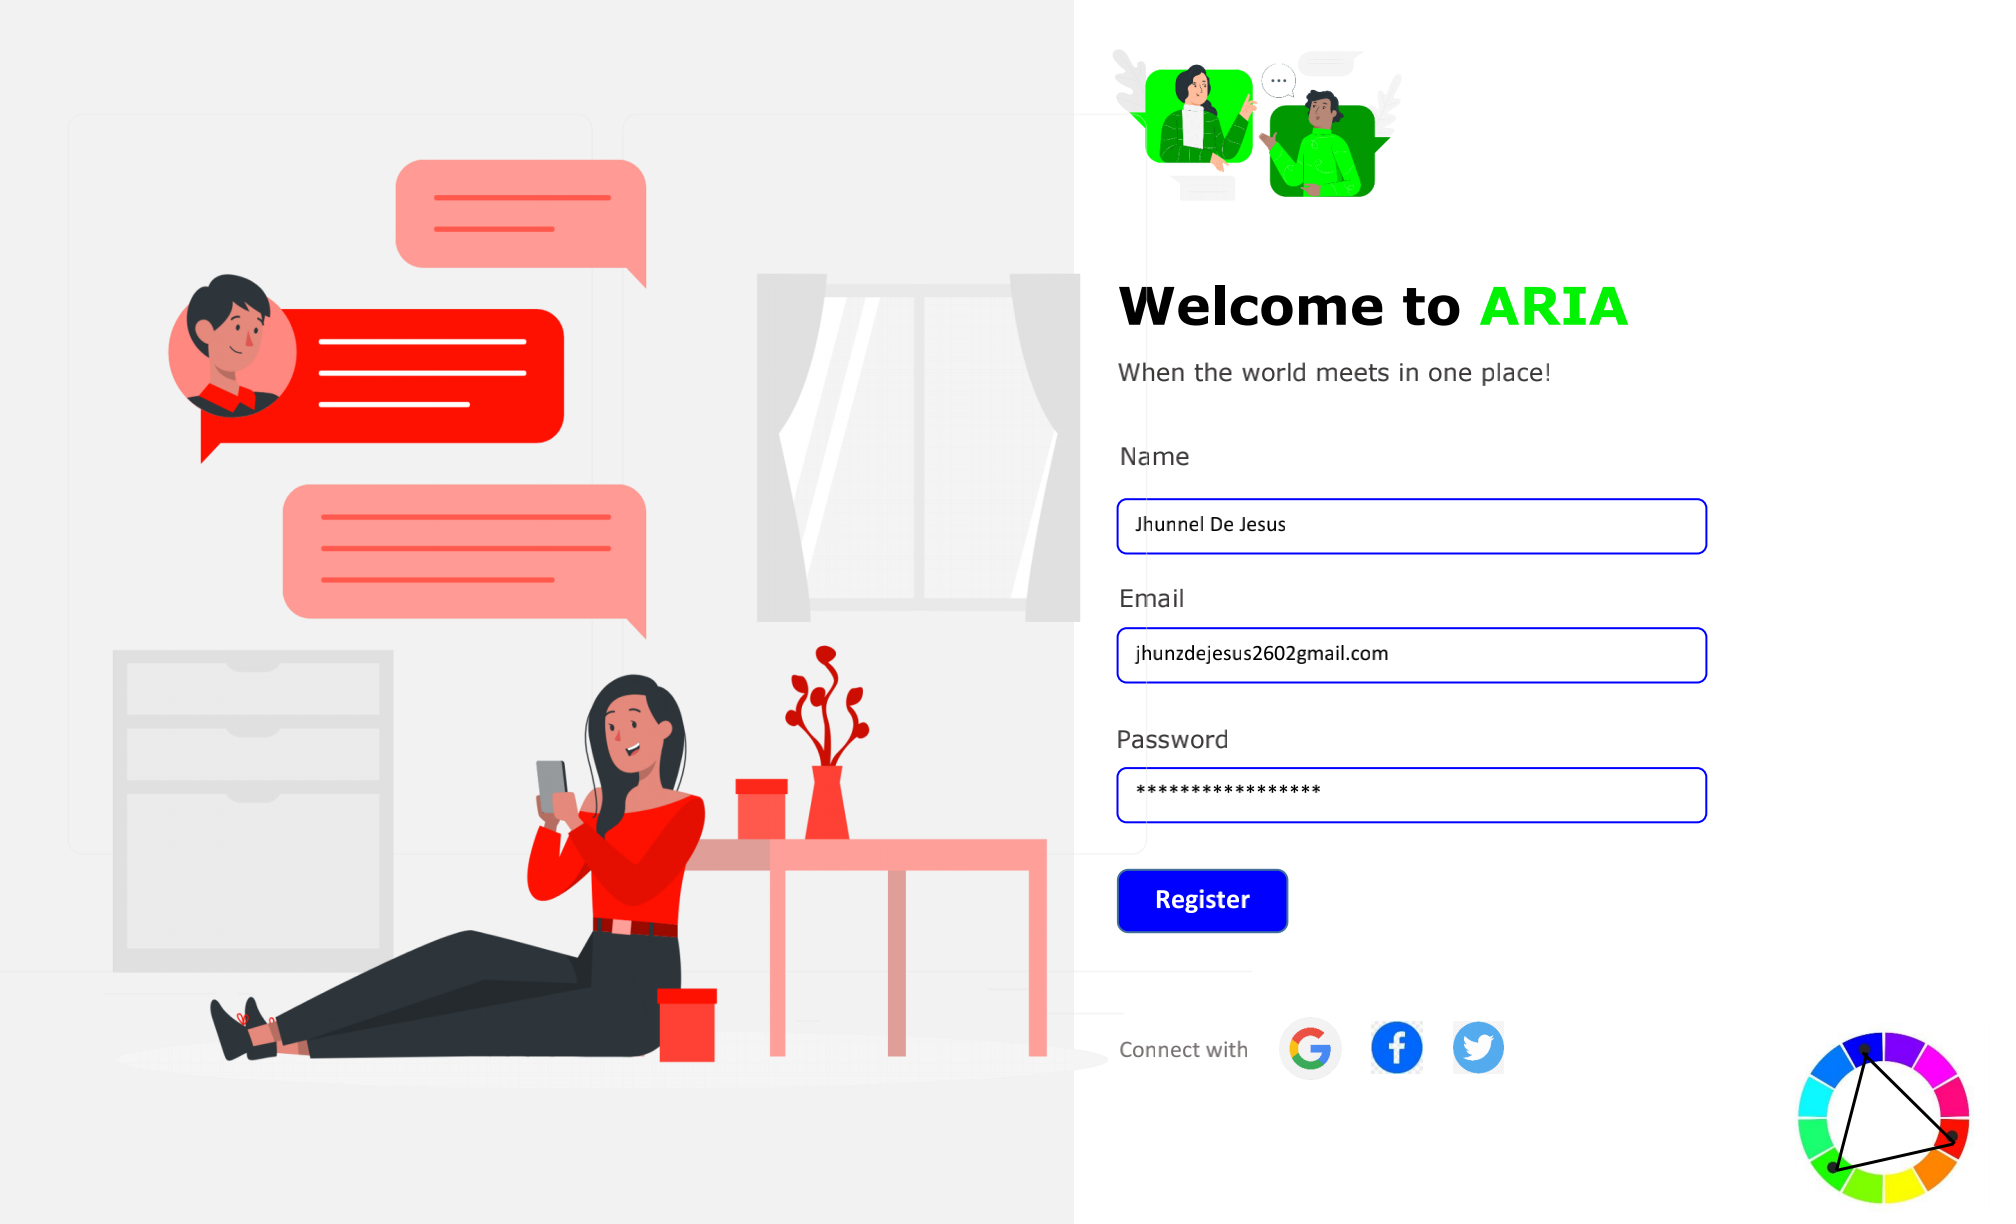 Welcome to ARIA
When the world meets in one place!
Name
Jhunnel De Jesus
Email
jhunzdejesus2602gmail.com
Password
*****************
Register
Connect with